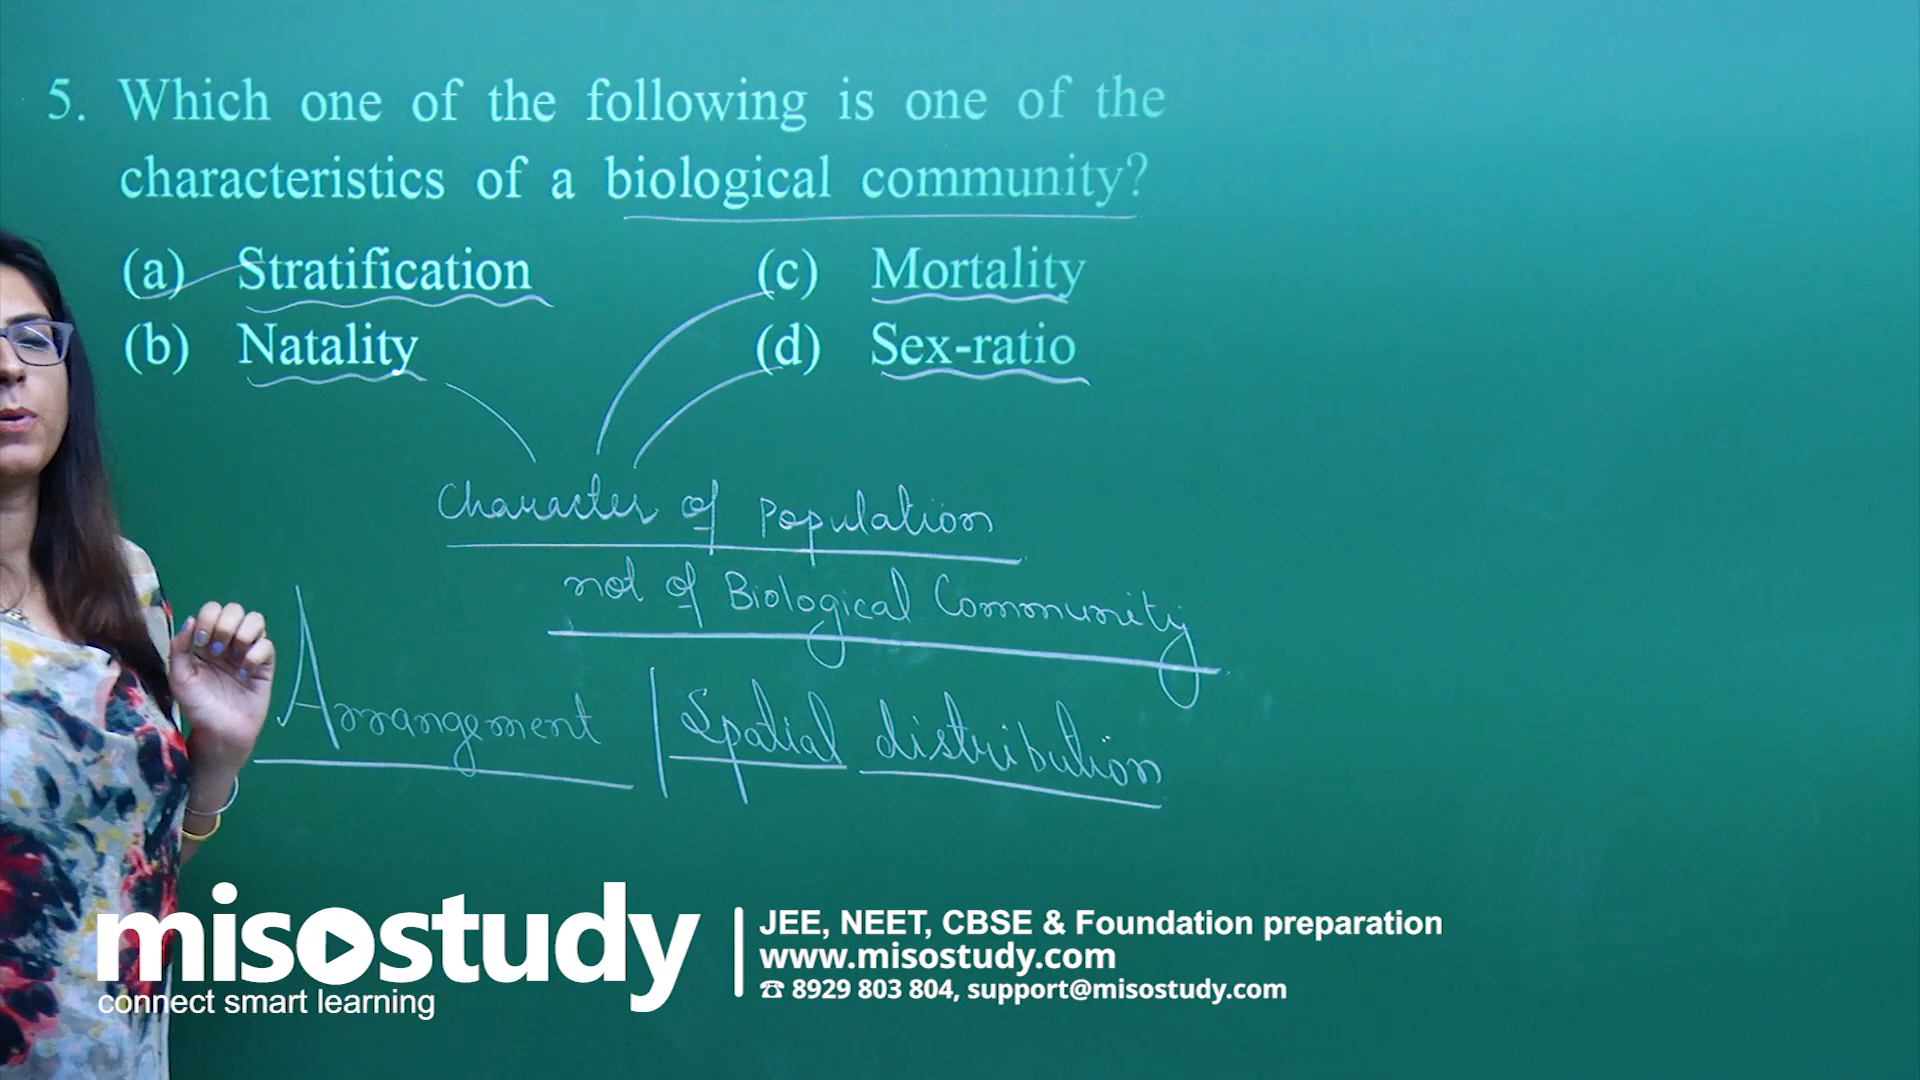 5. Which one of the following is one of the
characteristics of a biological community?
(a) Stratification (c) Mortality
(b) Natality (d) Sex-ratio
Character of Population
not of Biological Community
Arrangement | Spatial distribution
misostudy
connect smart learning
JEE, NEET, CBSE & Foundation preparation
www.misostudy.com
☎ 8929 803 804, support@misostudy.com